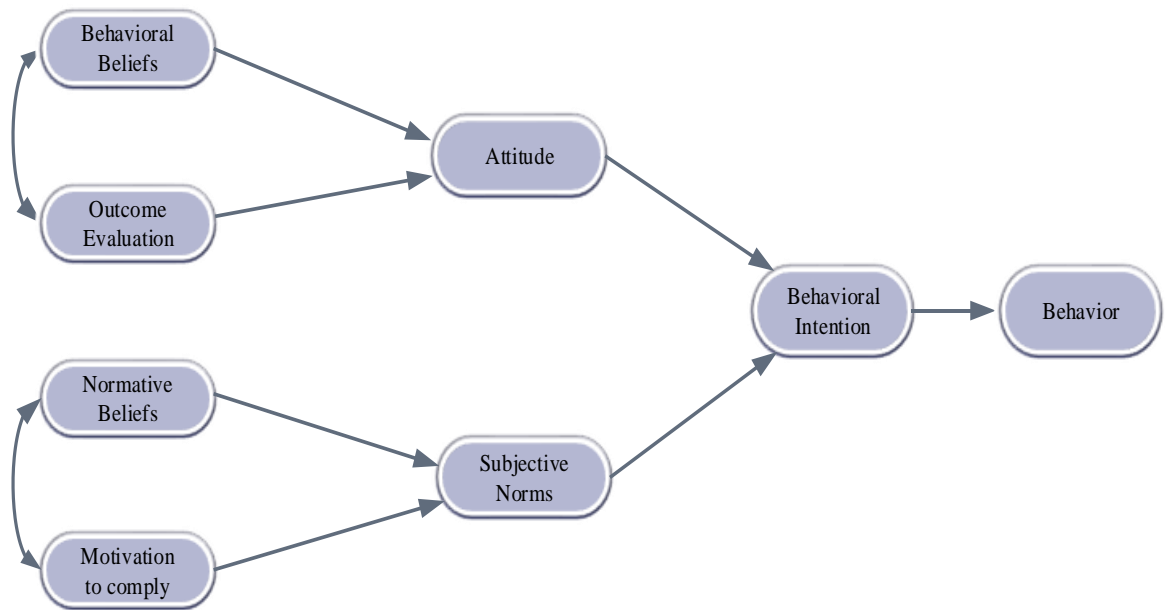 Behavioral
Beliefs
Outcome
Evaluation
Attitude
Normative
Beliefs
Motivation
to comply
Subjective
Norms
Behavioral
Intention
Behavior